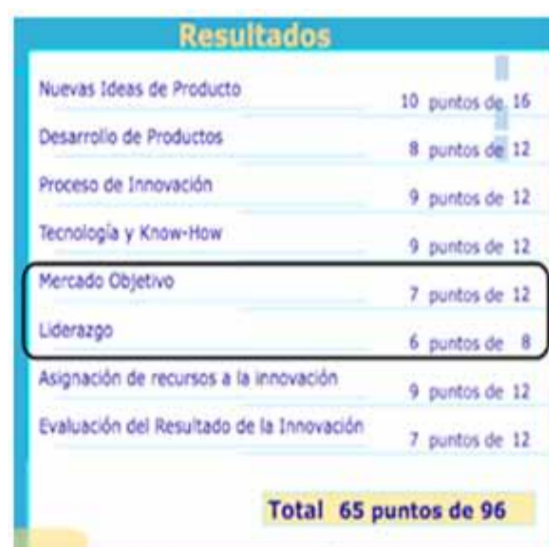 Resultados
Nuevas Ideas de Producto 10 puntos de 16
Desarrollo de Productos 8 puntos de 12
Proceso de Innovación 9 puntos de 12
Tecnología y Know-How 9 puntos de 12
Mercado Objetivo 7 puntos de 12
Liderazgo 6 puntos de 8
Asignación de recursos a la innovación 9 puntos de 12
Evaluación del Resultado de la Innovación 7 puntos de 12
Total 65 puntos de 96